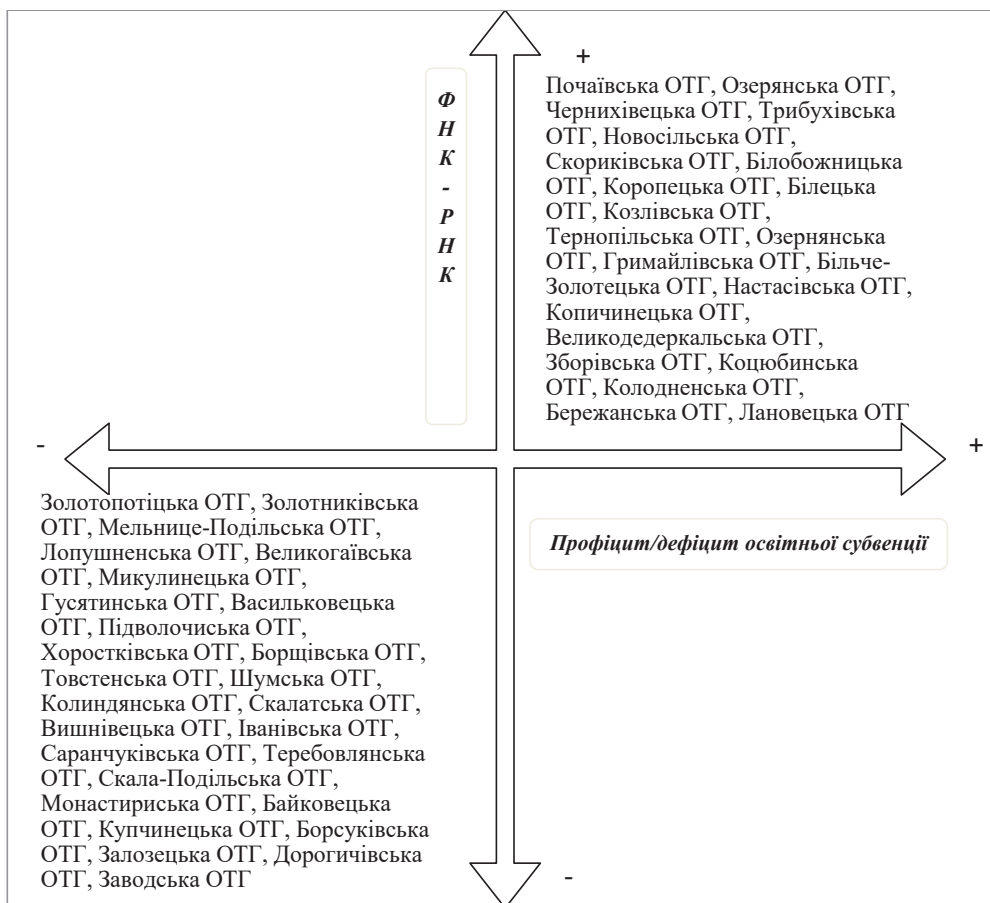 +
Ф
Н
К
-
Р
Н
К
Почаївська ОТГ, Озерянська ОТГ,
Чернихівецька ОТГ, Трибухівська
ОТГ, Новосільська ОТГ,
Скориківська ОТГ, Білобожницька
ОТГ, Коропецька ОТГ, Білецька
ОТГ, Козлівська ОТГ,
Тернопільська ОТГ, Озернянська
ОТГ, Гримайлівська ОТГ, Більче-
Золотецька ОТГ, Настасівська ОТГ,
Копичинецька ОТГ,
Великодедеркальська ОТГ,
Зборівська ОТГ, Коцюбинська
ОТГ, Колодненська ОТГ,
Бережанська ОТГ, Лановецька ОТГ
-
+
Золотопотіцька ОТГ, Золотниківська
ОТГ, Мельнице-Подільська ОТГ,
Лопушненська ОТГ, Великогаївська
ОТГ, Микулинецька ОТГ,
Гусятинська ОТГ, Васильковецька
ОТГ, Підволочиська ОТГ,
Хоростківська ОТГ, Борщівська ОТГ,
Товстенська ОТГ, Шумська ОТГ,
Колиндянська ОТГ, Скалатська ОТГ,
Вишнівецька ОТГ, Іванівська ОТГ,
Саранчуківська ОТГ, Теребовлянська
ОТГ, Скала-Подільська ОТГ,
Монастириська ОТГ, Байковецька
ОТГ, Купчинецька ОТГ, Борсуківська
ОТГ, Залозецька ОТГ, Дорогичівська
ОТГ, Заводська ОТГ
Профіцит/дефіцит освітньої субвенції
-